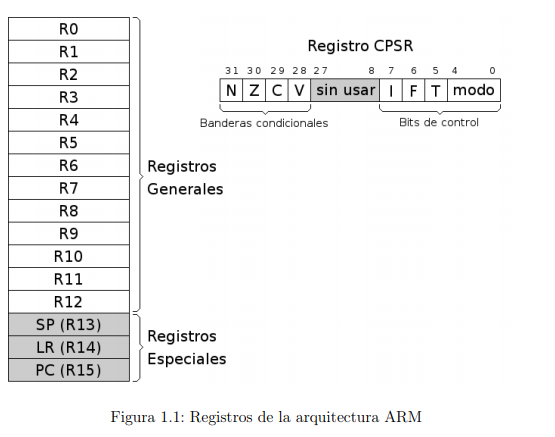 R0
R1
R2
R3
R4
R5
R6
R7
R8
R9
R10
R11
R12
SP (R13)
LR (R14)
PC (R15)
Registros
Generales
Registros
Especiales
Registro CPSR
31 30 29 28 27 8 7 6 5 4 0
N Z C V sin usar I F T modo
Banderas condicionales Bits de control
Figura 1.1: Registros de la arquitectura ARM